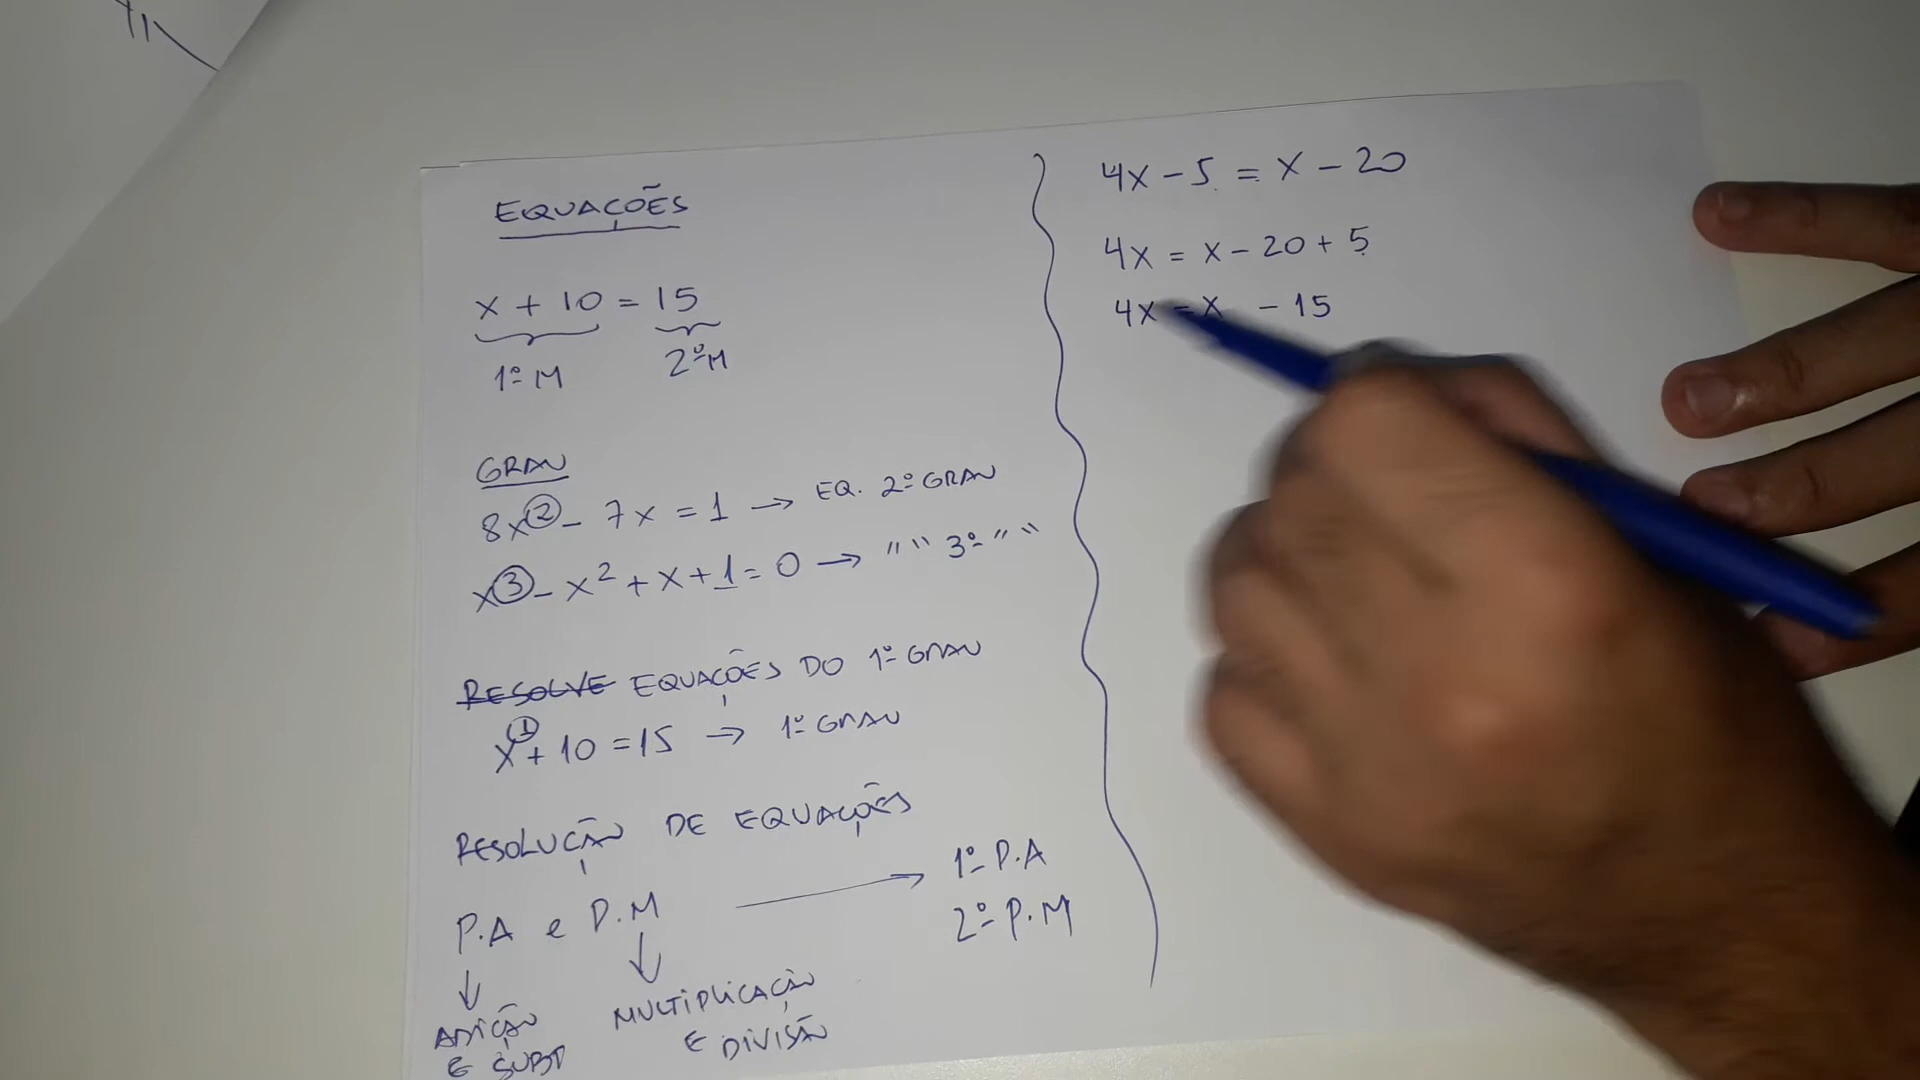 EQUAÇÕES
x + 10 = 15
1º M 2º M
GRAU
8x² - 7x = 1 → EQ. 2º GRAU
x³ - x² + x + 1 = 0 → " " 3º " "
RESOLVE EQUAÇÕES DO 1º GRAU
x¹ + 10 = 15 → 1º GRAU
RESOLUÇÃO DE EQUAÇÕES
P.A e P.M → 1º P.A
2º P.M
↓ ↓
ADIÇÃO MULTIPLICAÇÃO
E SUBT E DIVISÃO
4x - 5 = x - 20
4x = x - 20 + 5
4x = x - 15